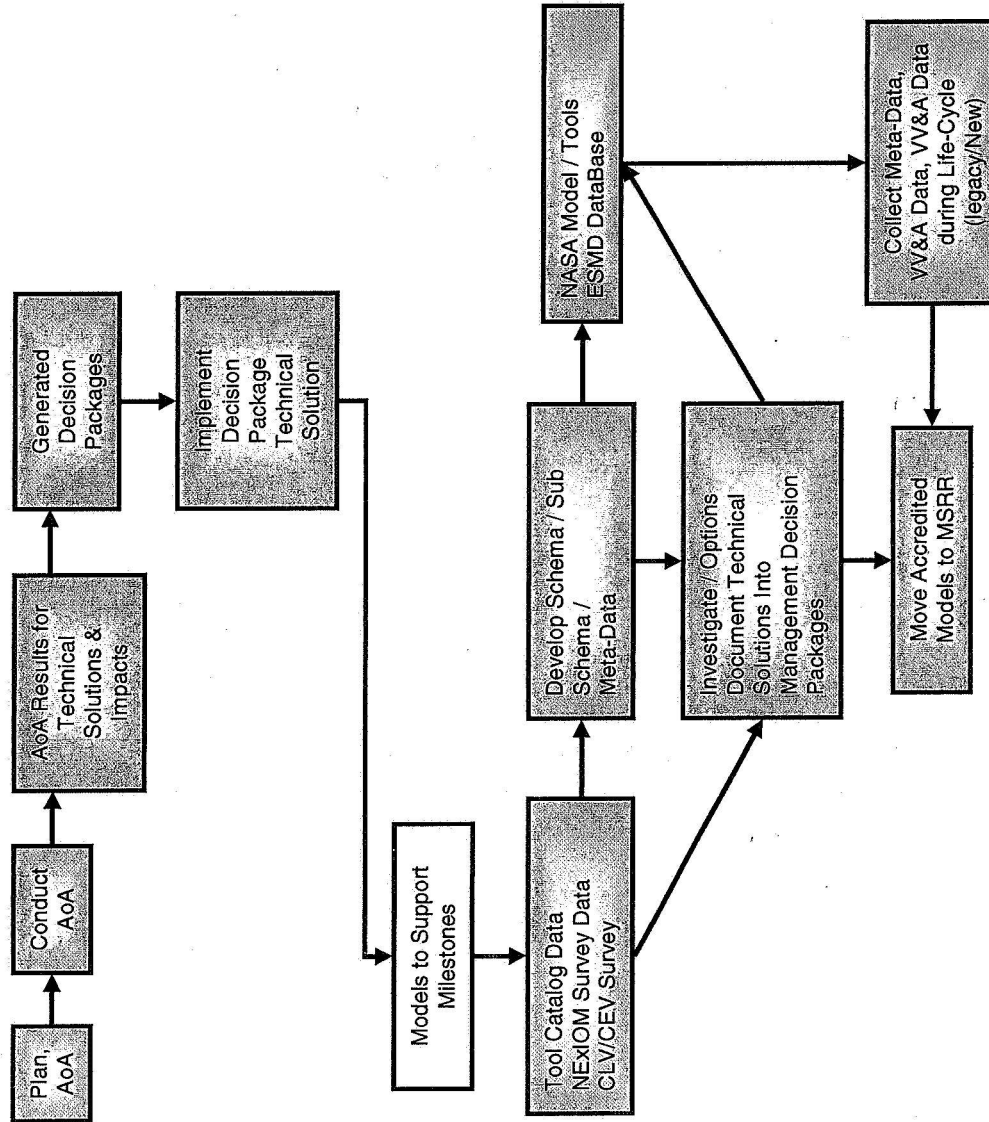 Plan,
AoA
Conduct
AoA
AoA Results for
Technical
Solutions &
Impacts
Generated
Decision
Packages
Implement
Decision
Package
Technical
Solution
Models to Support
Milestones
Tool Catalog Data
NExIOM Survey Data
CLV/CEV Survey
Develop Schema / Sub
Schema /
Meta-Data
NASA Model / Tools
ESMD DataBase
Investigate / Options
Document Technical
Solutions Into
Management Decision
Packages
Collect Meta-Data,
VV&A Data, VV&A Data
during Life-Cycle
(legacy/New)
Move Accredited
Models to MSRR